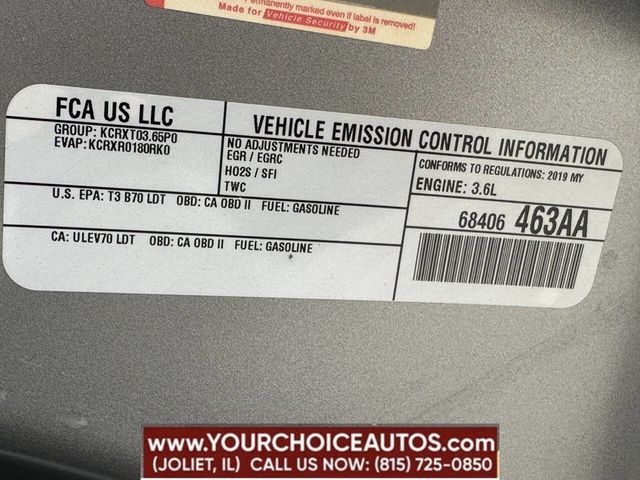 permanently marked even if label is removed!
Made for Vehicle Security by 3M
FCA US LLC
GROUP: KCRXT03.65P0
EVAP: KCRXR0180RK0
VEHICLE EMISSION CONTROL INFORMATION
NO ADJUSTMENTS NEEDED
EGR / EGRC
HO2S / SFI
TWC
CONFORMS TO REGULATIONS: 2019 MY
ENGINE: 3.6L
U.S. EPA: T3 B70 LDT OBD: CA OBD II FUEL: GASOLINE
CA: ULEV70 LDT OBD: CA OBD II FUEL: GASOLINE
68406 463AA
WWW.YOURCHOICEAUTOS.COM
(JOLIET, IL) CALL US NOW: (815) 725-0850